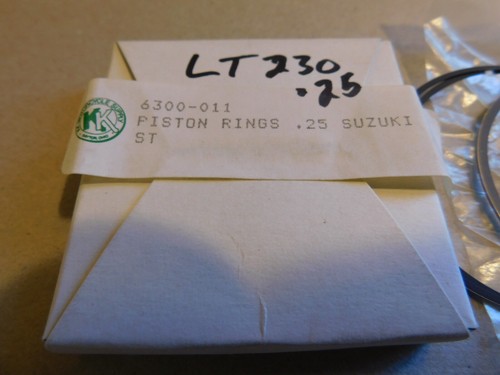 LT230
.25
6300-011
PISTON RINGS .25 SUZUKI
ST
K K